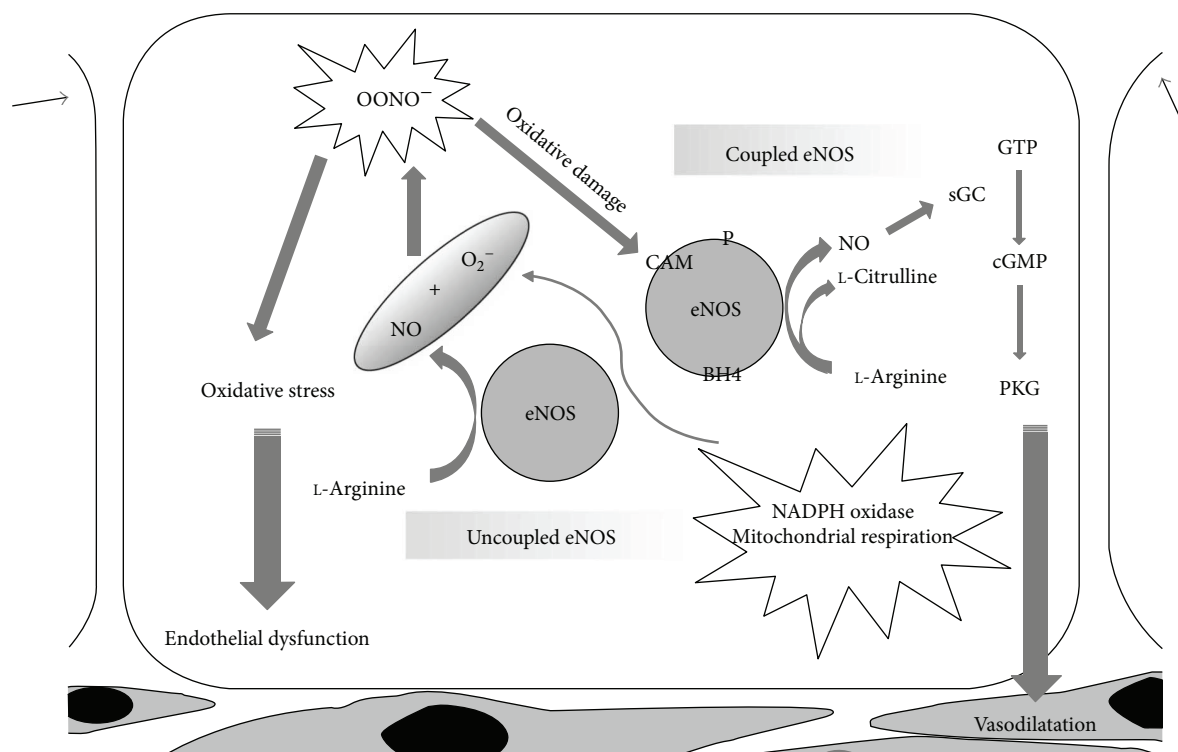 OONO⁻
Oxidative damage
Coupled eNOS
GTP
sGC
P
NO
CAM
O₂⁻
cGMP
L-Citrulline
+
eNOS
NO
BH4
L-Arginine
PKG
Oxidative stress
eNOS
L-Arginine
NADPH oxidase
Mitochondrial respiration
Uncoupled eNOS
Endothelial dysfunction
Vasodilatation